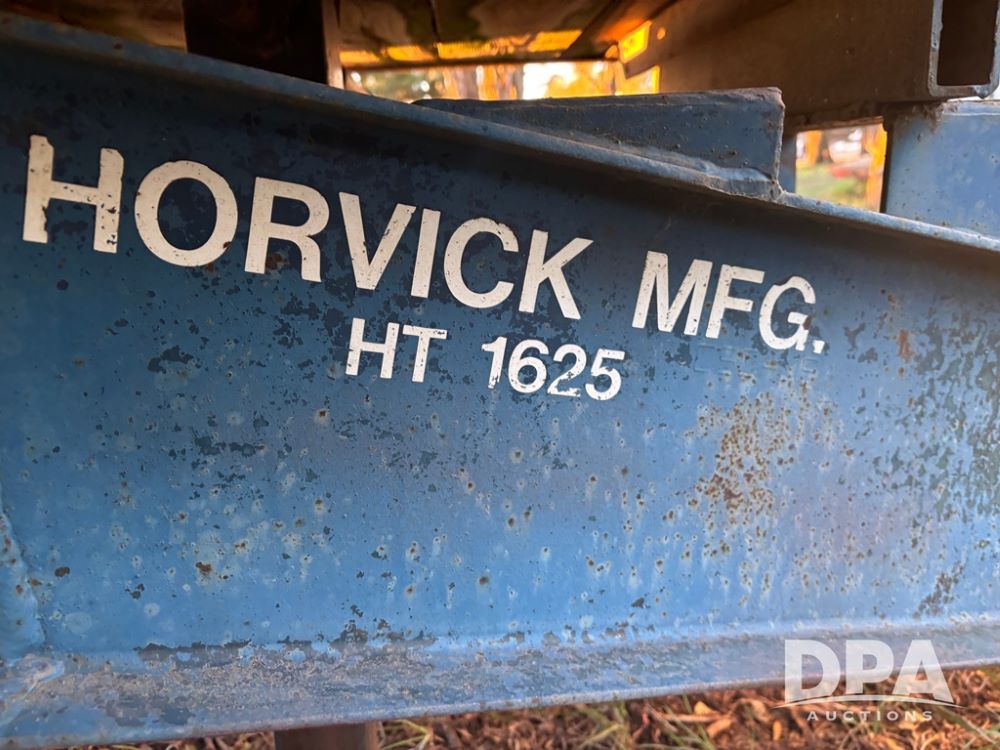 HORVICK MFG.
HT 1625
DPA
AUCTIONS